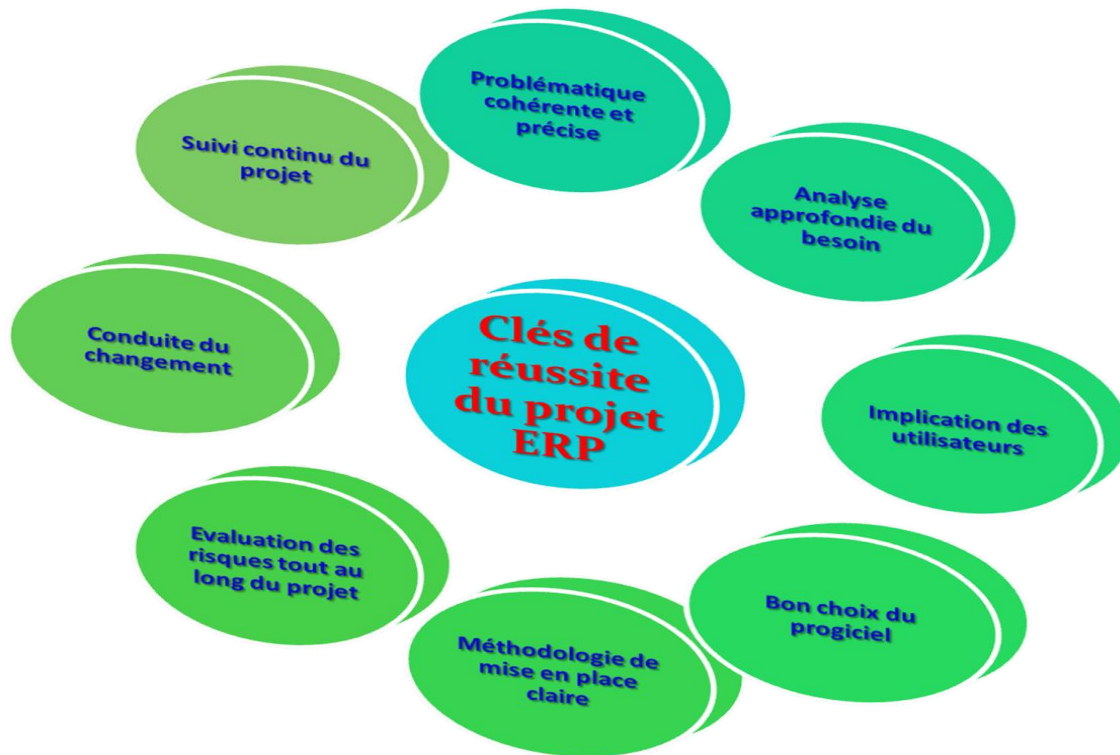 Problématique
cohérente et
précise
Analyse
approfondie du
besoin
Implication des
utilisateurs
Bon choix du
progiciel
Méthodologie de
mise en place
claire
Evaluation des
risques tout au
long du projet
Conduite du
changement
Suivi continu du
projet
Clés de
réussite
du projet
ERP